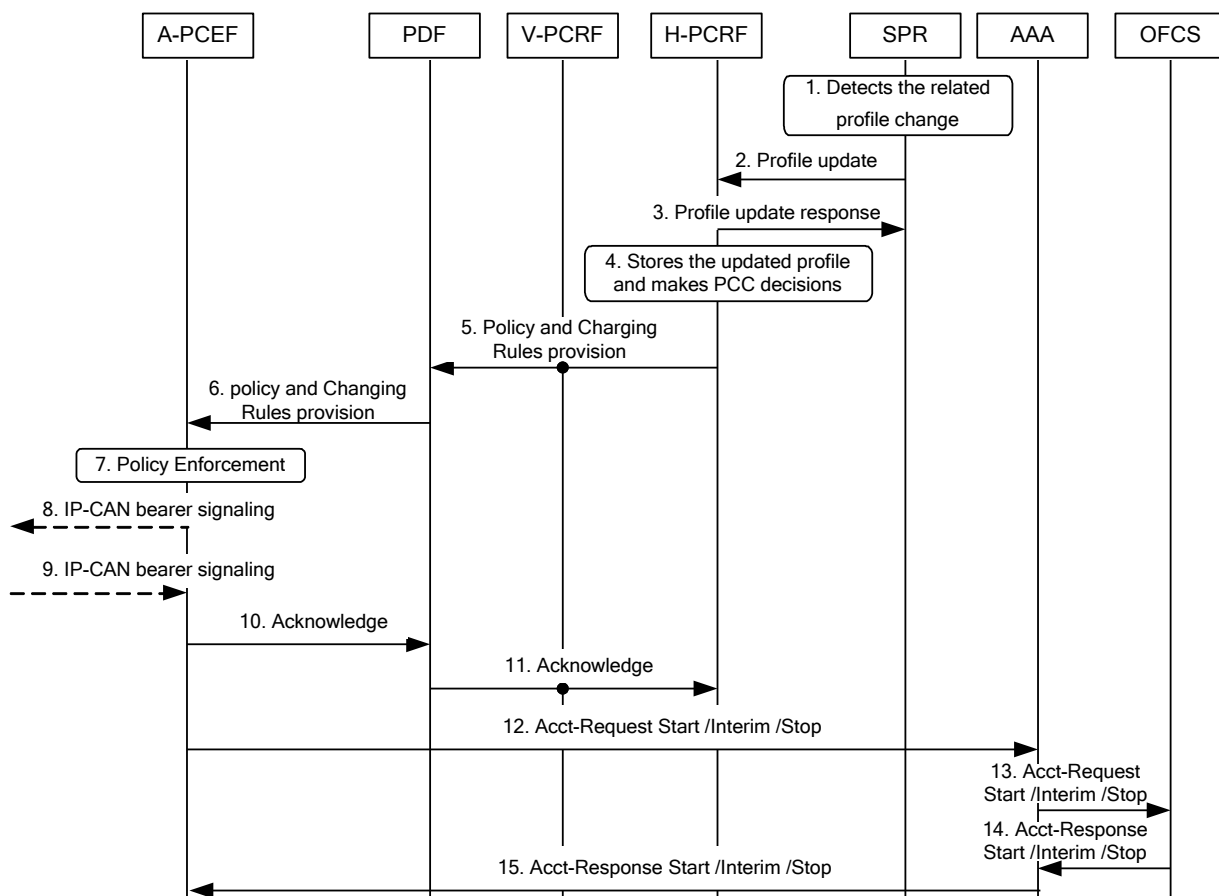 A-PCEF
PDF
V-PCRF
H-PCRF
SPR
AAA
OFCS
1. Detects the related
profile change
2. Profile update
3. Profile update response
4. Stores the updated profile
and makes PCC decisions
5. Policy and Charging
Rules provision
6. policy and Changing
Rules provision
7. Policy Enforcement
8. IP-CAN bearer signaling
9. IP-CAN bearer signaling
10. Acknowledge
11. Acknowledge
12. Acct-Request Start /Interim /Stop
13. Acct-Request
Start /Interim /Stop
14. Acct-Response
Start /Interim /Stop
15. Acct-Response Start /Interim /Stop